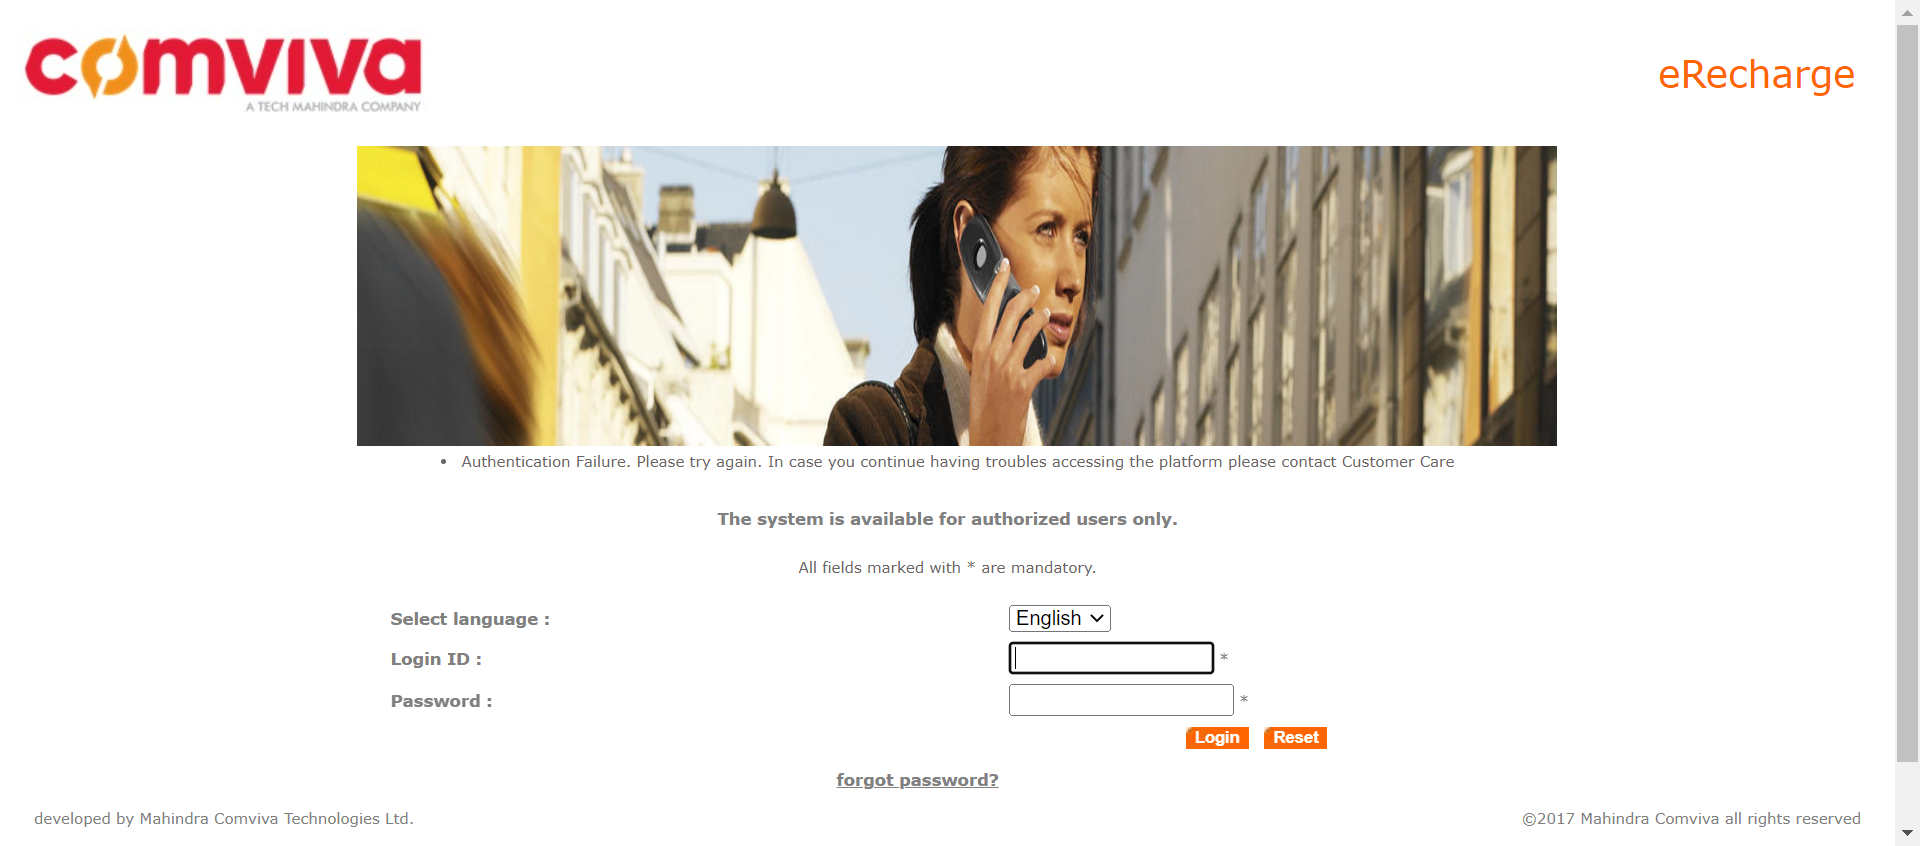 comviva
A TECH MAHINDRA COMPANY
eRecharge
• Authentication Failure. Please try again. In case you continue having troubles accessing the platform please contact Customer Care
The system is available for authorized users only.
All fields marked with * are mandatory.
Select language : English
Login ID : *
Password : *
Login Reset
forgot password?
developed by Mahindra Comviva Technologies Ltd. ©2017 Mahindra Comviva all rights reserved